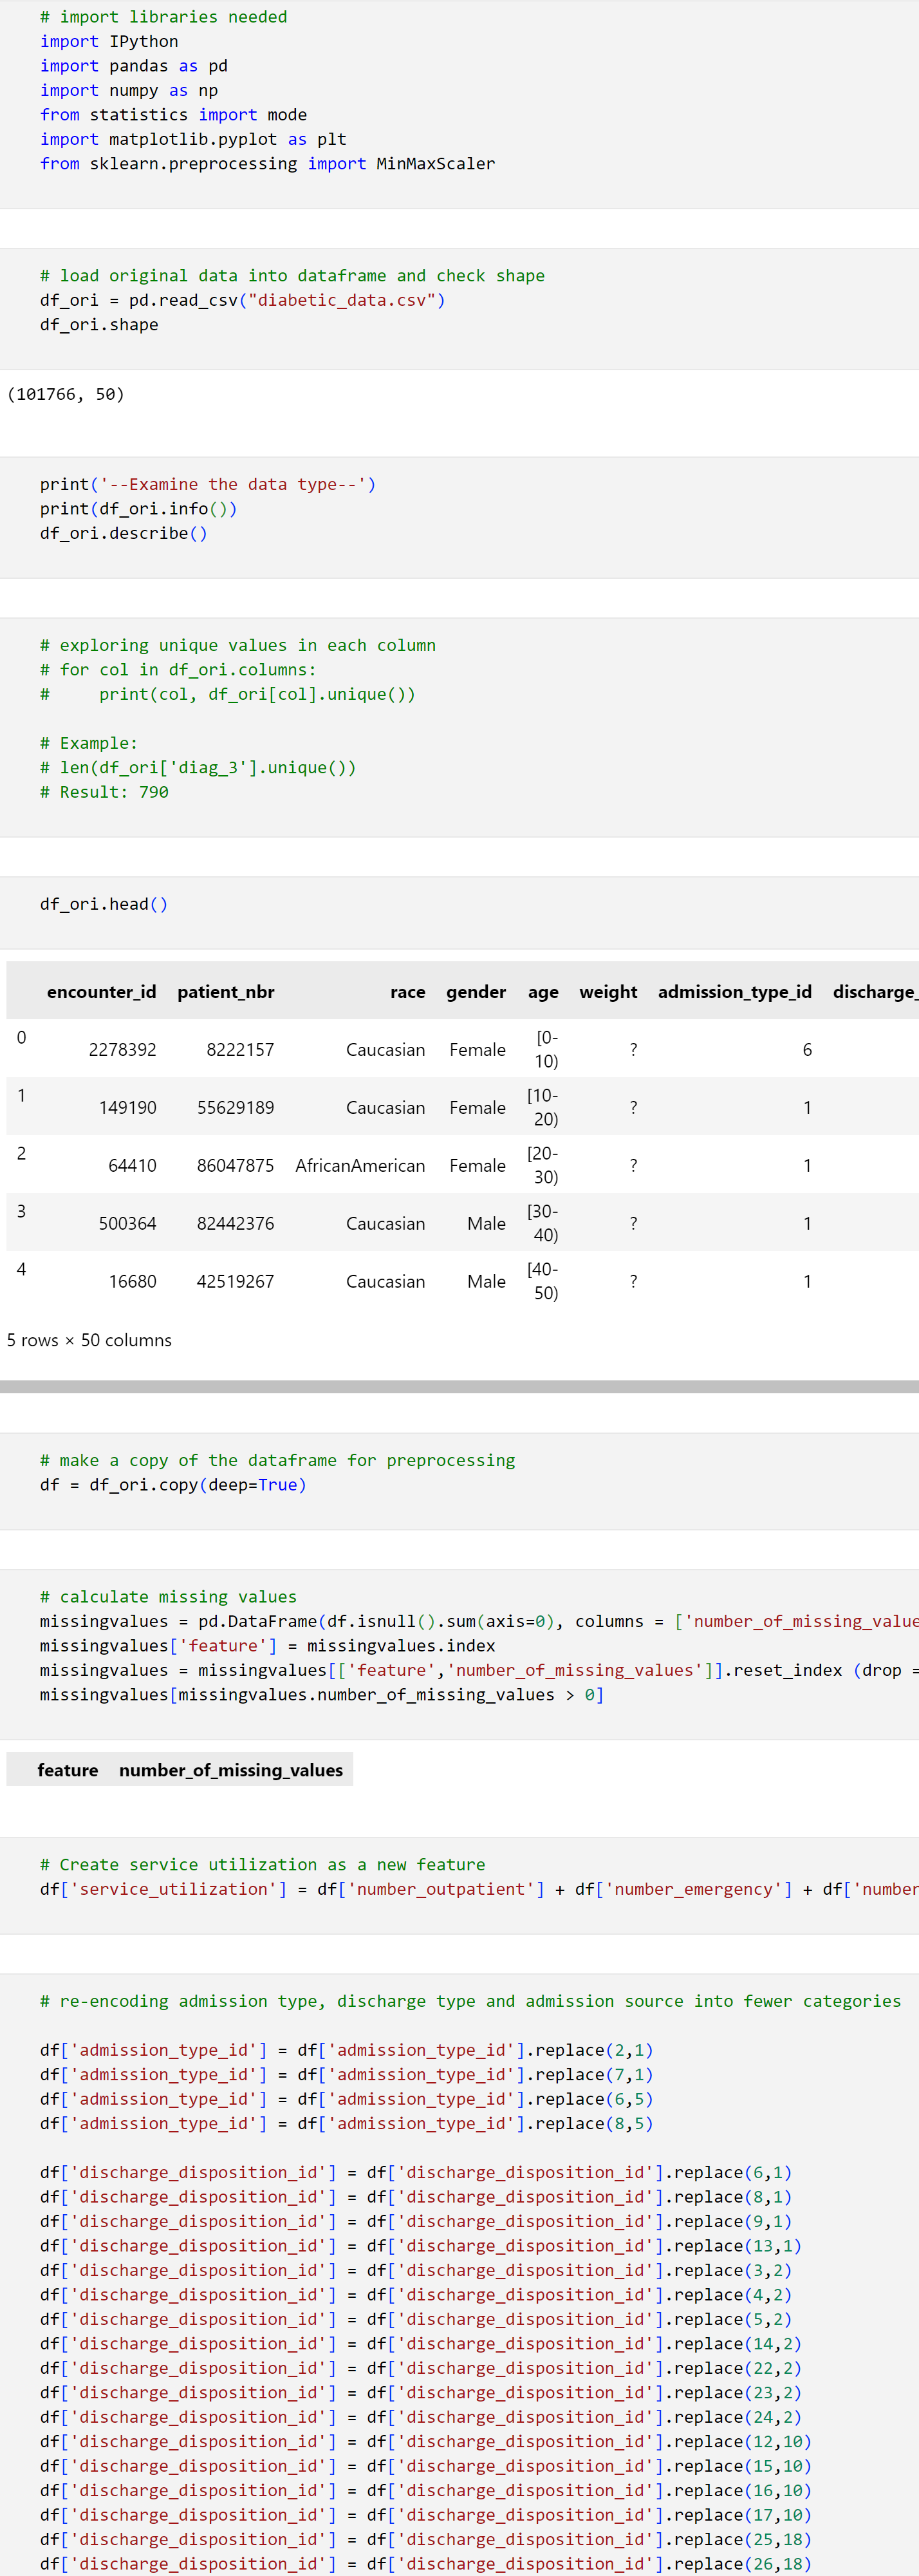 # import libraries needed
import IPython
import pandas as pd
import numpy as np
from statistics import mode
import matplotlib.pyplot as plt
from sklearn.preprocessing import MinMaxScaler
# load original data into dataframe and check shape
df_ori = pd.read_csv("diabetic_data.csv")
df_ori.shape
(101766, 50)
print('--Examine the data type--')
print(df_ori.info())
df_ori.describe()
# exploring unique values in each column
# for col in df_ori.columns:
#     print(col, df_ori[col].unique())
# Example:
# len(df_ori['diag_3'].unique())
# Result: 790
df_ori.head()
encounter_id patient_nbr race gender age weight admission_type_id discharge_
0 2278392 8222157 Caucasian Female [0-10) ? 6
1 149190 55629189 Caucasian Female [10-20) ? 1
2 64410 86047875 AfricanAmerican Female [20-30) ? 1
3 500364 82442376 Caucasian Male [30-40) ? 1
4 16680 42519267 Caucasian Male [40-50) ? 1
5 rows × 50 columns
# make a copy of the dataframe for preprocessing
df = df_ori.copy(deep=True)
# calculate missing values
missingvalues = pd.DataFrame(df.isnull().sum(axis=0), columns = ['number_of_missing_value
missingvalues['feature'] = missingvalues.index
missingvalues = missingvalues[['feature','number_of_missing_values']].reset_index (drop =
missingvalues[missingvalues.number_of_missing_values > 0]
feature number_of_missing_values
# Create service utilization as a new feature
df['service_utilization'] = df['number_outpatient'] + df['number_emergency'] + df['number
# re-encoding admission type, discharge type and admission source into fewer categories
df['admission_type_id'] = df['admission_type_id'].replace(2,1)
df['admission_type_id'] = df['admission_type_id'].replace(7,1)
df['admission_type_id'] = df['admission_type_id'].replace(6,5)
df['admission_type_id'] = df['admission_type_id'].replace(8,5)
df['discharge_disposition_id'] = df['discharge_disposition_id'].replace(6,1)
df['discharge_disposition_id'] = df['discharge_disposition_id'].replace(8,1)
df['discharge_disposition_id'] = df['discharge_disposition_id'].replace(9,1)
df['discharge_disposition_id'] = df['discharge_disposition_id'].replace(13,1)
df['discharge_disposition_id'] = df['discharge_disposition_id'].replace(3,2)
df['discharge_disposition_id'] = df['discharge_disposition_id'].replace(4,2)
df['discharge_disposition_id'] = df['discharge_disposition_id'].replace(5,2)
df['discharge_disposition_id'] = df['discharge_disposition_id'].replace(14,2)
df['discharge_disposition_id'] = df['discharge_disposition_id'].replace(22,2)
df['discharge_disposition_id'] = df['discharge_disposition_id'].replace(23,2)
df['discharge_disposition_id'] = df['discharge_disposition_id'].replace(24,2)
df['discharge_disposition_id'] = df['discharge_disposition_id'].replace(12,10)
df['discharge_disposition_id'] = df['discharge_disposition_id'].replace(15,10)
df['discharge_disposition_id'] = df['discharge_disposition_id'].replace(16,10)
df['discharge_disposition_id'] = df['discharge_disposition_id'].replace(17,10)
df['discharge_disposition_id'] = df['discharge_disposition_id'].replace(25,18)
df['discharge_disposition_id'] = df['discharge_disposition_id'].replace(26,18)